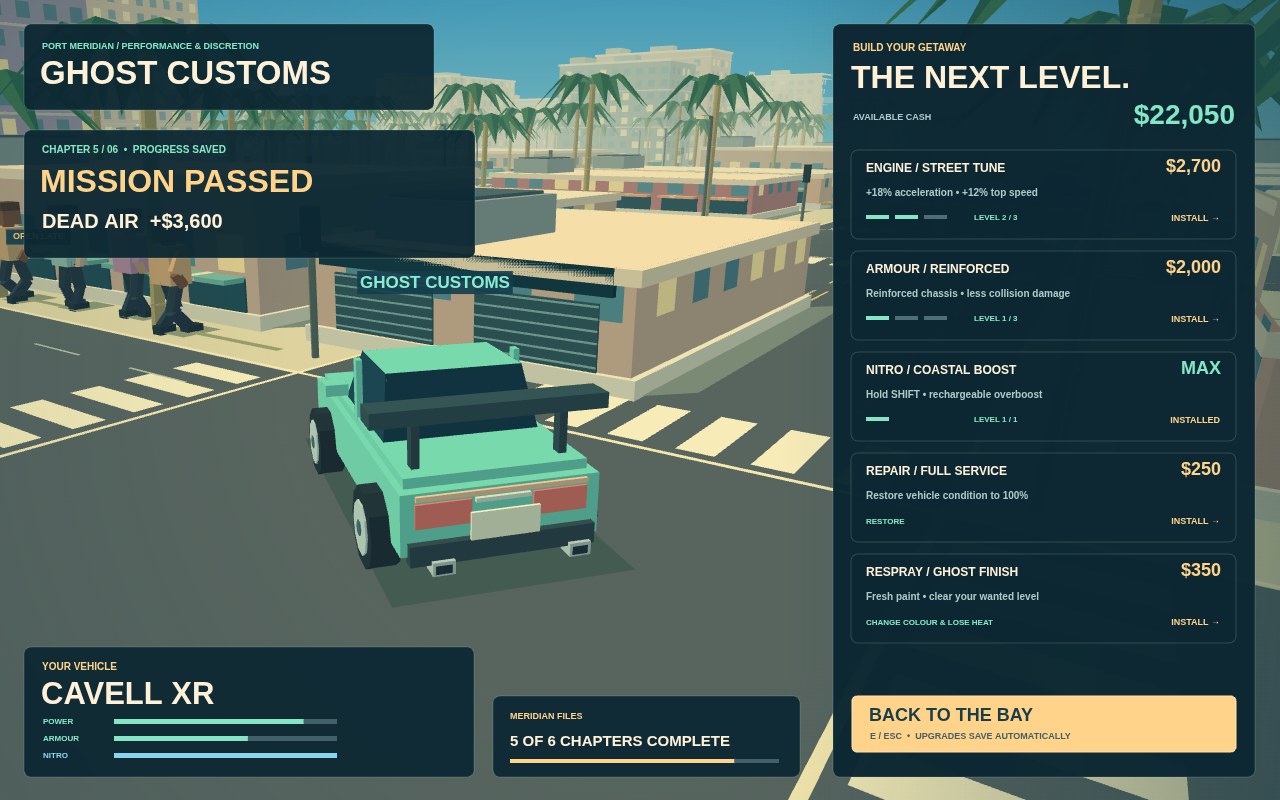 PORT MERIDIAN / PERFORMANCE & DISCRETION
GHOST CUSTOMS
CHAPTER 5 / 06 • PROGRESS SAVED
MISSION PASSED
DEAD AIR +$3,600
GHOST CUSTOMS
YOUR VEHICLE
CAVELL XR
POWER
ARMOUR
NITRO
MERIDIAN FILES
5 OF 6 CHAPTERS COMPLETE
BUILD YOUR GETAWAY
THE NEXT LEVEL.
AVAILABLE CASH $22,050
ENGINE / STREET TUNE $2,700
+18% acceleration • +12% top speed
LEVEL 2 / 3 INSTALL →
ARMOUR / REINFORCED $2,000
Reinforced chassis • less collision damage
LEVEL 1 / 3 INSTALL →
NITRO / COASTAL BOOST MAX
Hold SHIFT • rechargeable overboost
LEVEL 1 / 1 INSTALLED
REPAIR / FULL SERVICE $250
Restore vehicle condition to 100%
RESTORE INSTALL →
RESPRAY / GHOST FINISH $350
Fresh paint • clear your wanted level
CHANGE COLOUR & LOSE HEAT INSTALL →
BACK TO THE BAY
E / ESC • UPGRADES SAVE AUTOMATICALLY